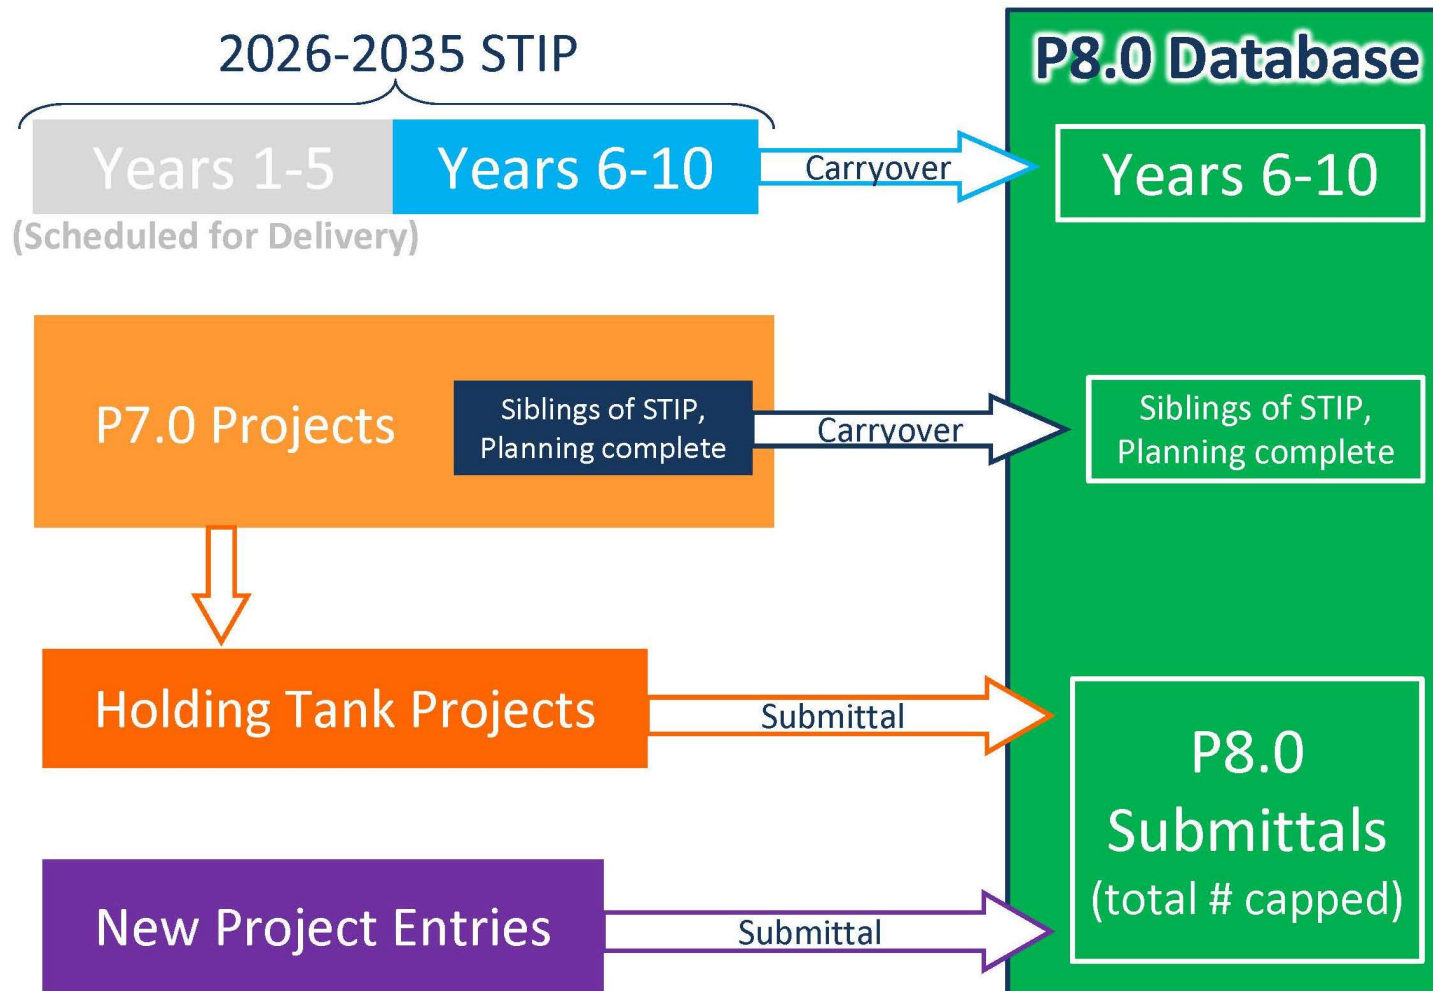 2026-2035 STIP
P8.0 Database
Years 1-5
Years 6-10
Carryover
Years 6-10
(Scheduled for Delivery)
P7.0 Projects
Siblings of STIP,
Planning complete
Carryover
Siblings of STIP,
Planning complete
Holding Tank Projects
Submittal
P8.0
Submittals
(total # capped)
New Project Entries
Submittal